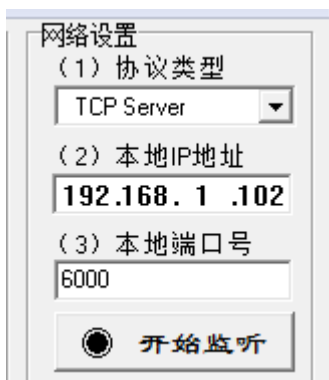 网络设置
（1）协议类型
TCP Server
（2）本地IP地址
192.168. 1 .102
（3）本地端口号
6000
开始监听